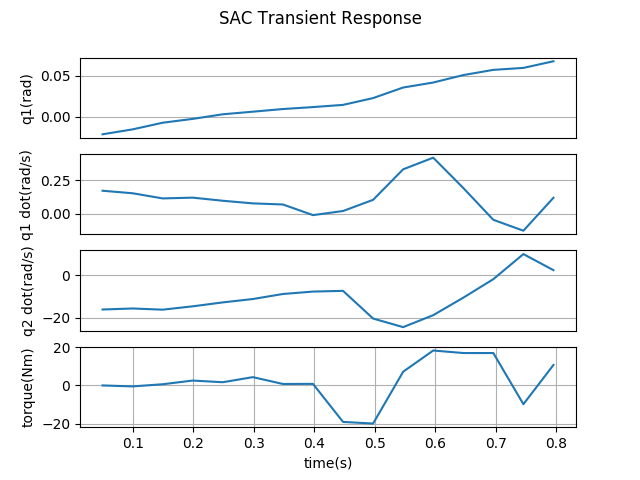 SAC Transient Response
q1(rad)
0.05
0.00
q1 dot(rad/s)
0.25
0.00
q2 dot(rad/s)
0
−20
torque(Nm)
20
0
−20
0.1 0.2 0.3 0.4 0.5 0.6 0.7 0.8
time(s)